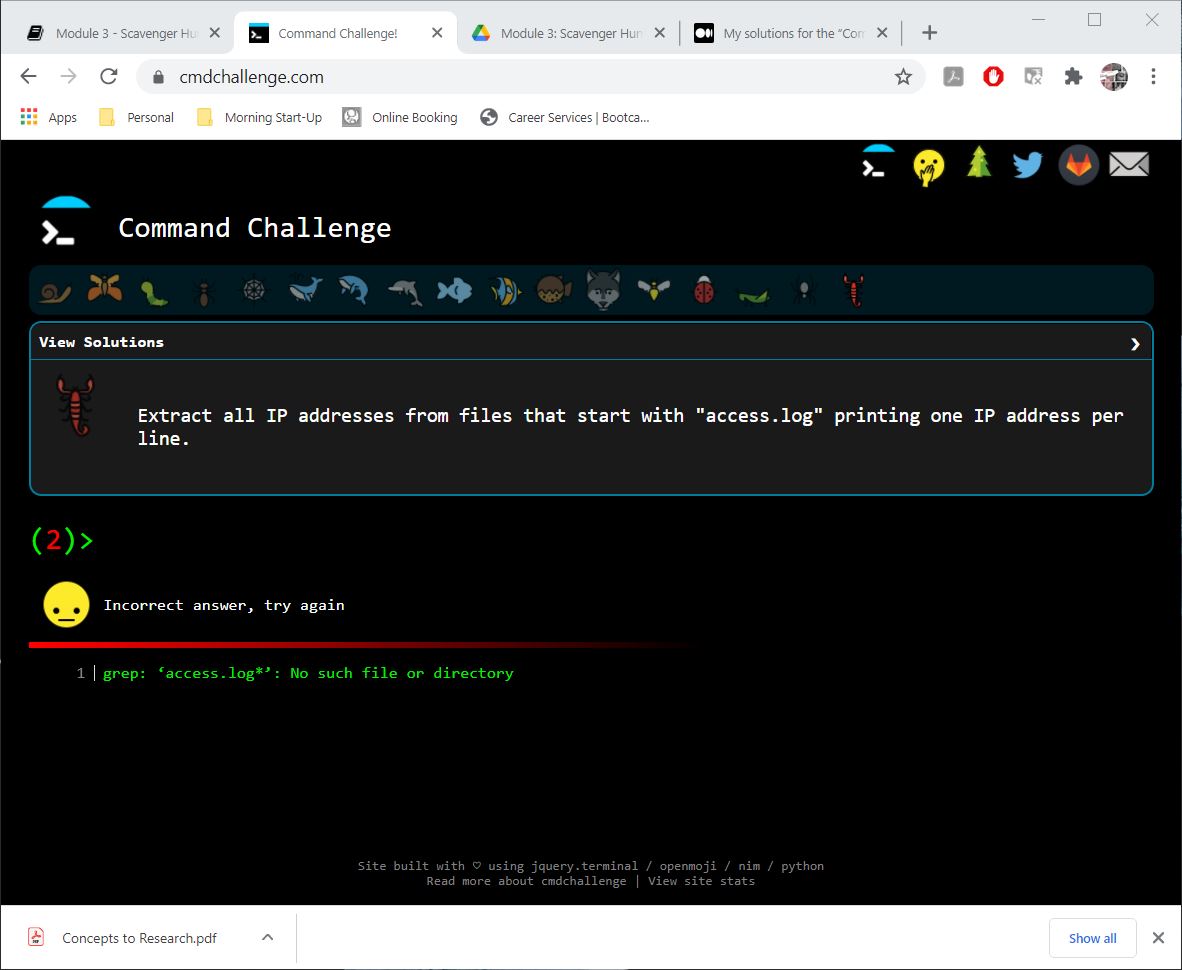 Module 3 - Scavenger Hu
Command Challenge!
Module 3: Scavenger Hun
My solutions for the “Com
cmdchallenge.com
Apps
Personal
Morning Start-Up
Online Booking
Career Services | Bootca...
Command Challenge
View Solutions
Extract all IP addresses from files that start with "access.log" printing one IP address per
line.
(2)>
Incorrect answer, try again
1 grep: ‘access.log*’: No such file or directory
Site built with ♡ using jquery.terminal / openmoji / nim / python
Read more about cmdchallenge | View site stats
Concepts to Research.pdf
Show all